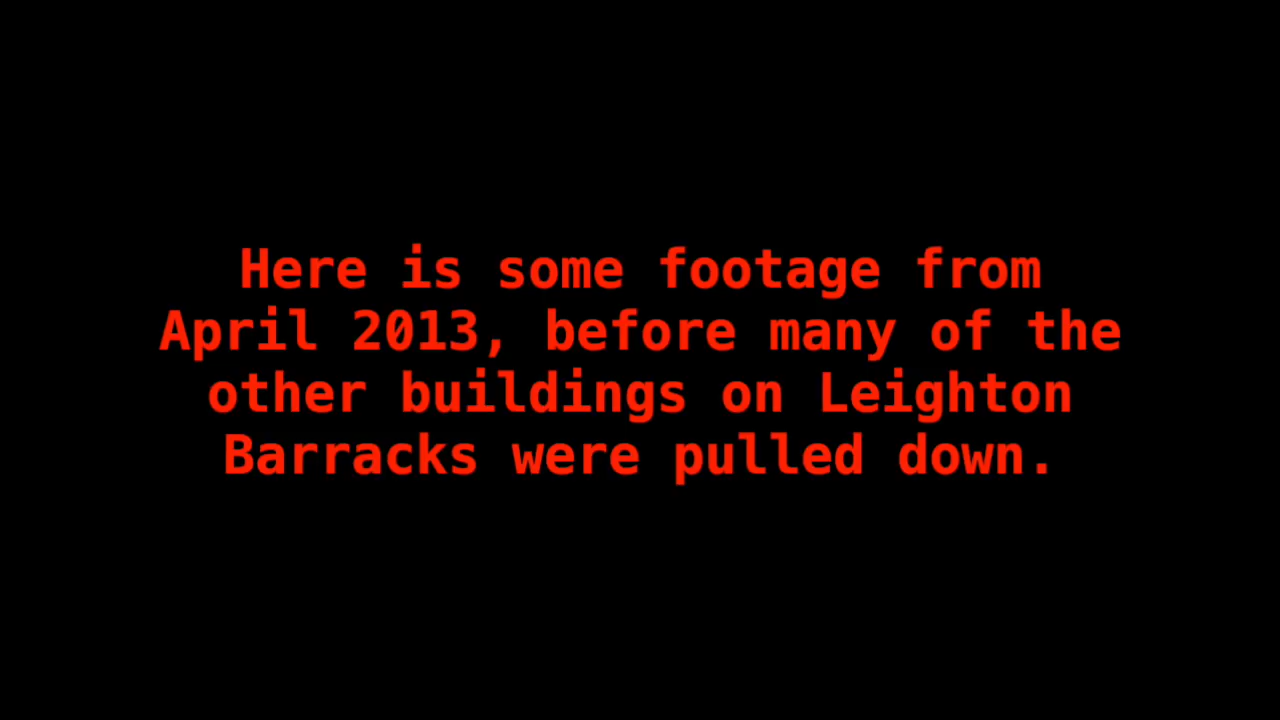 Here is some footage from
April 2013, before many of the
other buildings on Leighton
Barracks were pulled down.